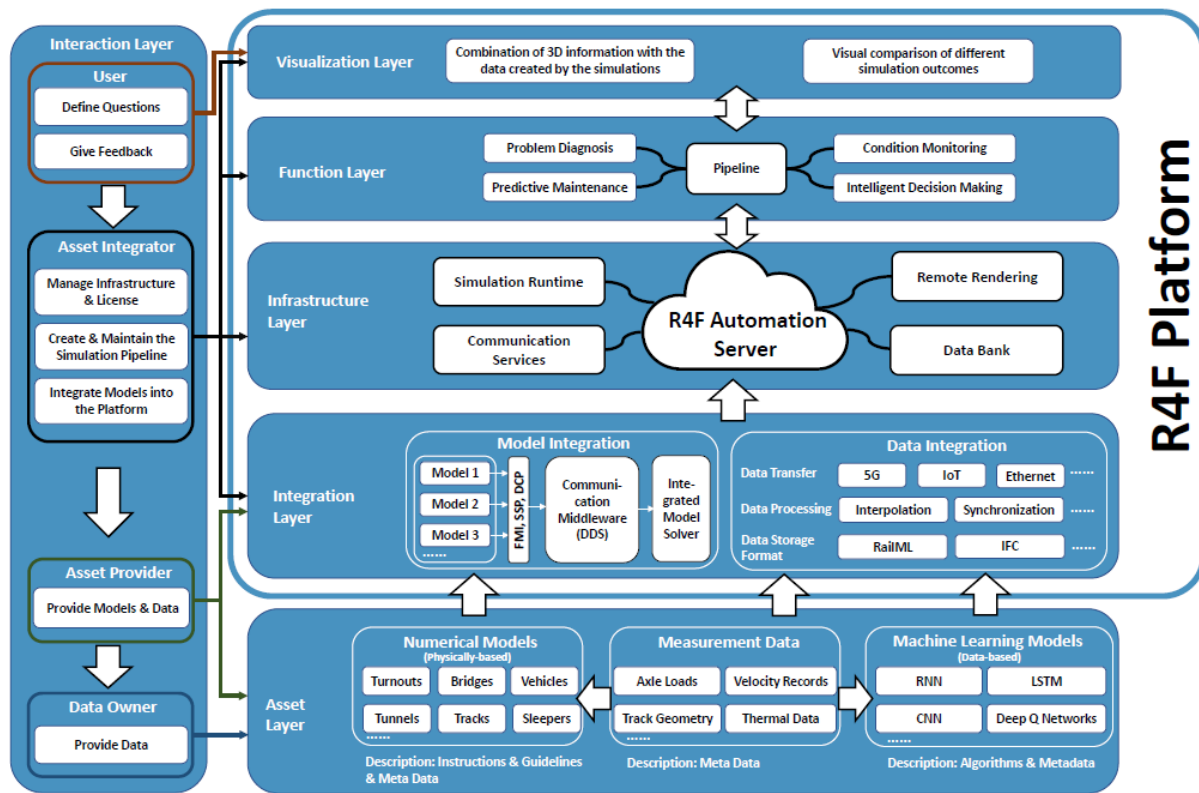 Interaction Layer
User
Define Questions
Give Feedback
Asset Integrator
Manage Infrastructure
& License
Create & Maintain the
Simulation Pipeline
Integrate Models into
the Platform
Asset Provider
Provide Models & Data
Data Owner
Provide Data
R4F Platform
Visualization Layer
Combination of 3D information with the
data created by the simulations
Visual comparison of different
simulation outcomes
Function Layer
Problem Diagnosis
Predictive Maintenance
Pipeline
Condition Monitoring
Intelligent Decision Making
Infrastructure
Layer
Simulation Runtime
Communication
Services
R4F Automation
Server
Remote Rendering
Data Bank
Integration
Layer
Model Integration
Model 1
Model 2
Model 3
......
FMI, SSP, DCP
Communi-
cation
Middleware
(DDS)
Inte-
grated
Model
Solver
Data Integration
Data Transfer
5G
IoT
Ethernet
......
Data Processing
Interpolation
Synchronization
......
Data Storage
Format
RailML
IFC
......
Asset
Layer
Numerical Models
(Physically-based)
Turnouts
Bridges
Vehicles
Tunnels
Tracks
Sleepers
......
Description: Instructions & Guidelines
& Meta Data
Measurement Data
Axle Loads
Velocity Records
Track Geometry
Thermal Data
......
Description: Meta Data
Machine Learning Models
(Data-based)
RNN
LSTM
CNN
Deep Q Networks
......
Description: Algorithms & Metadata